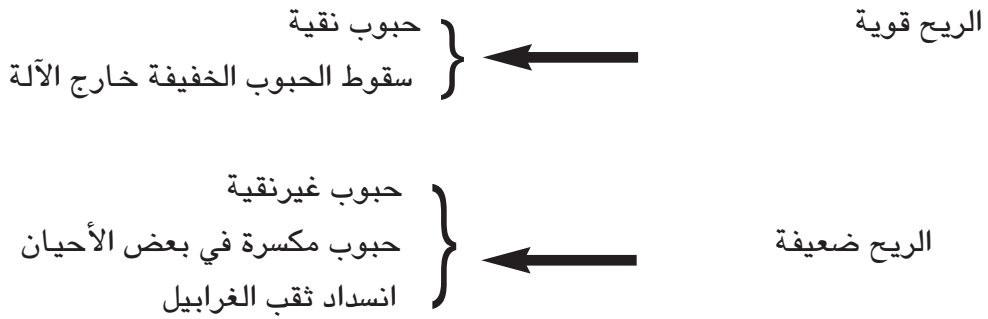 الريح قوية
حبوب نقية
سقوط الحبوب الخفيفة خارج الآلة
الريح ضعيفة
حبوب غيرنقية
حبوب مكسرة في بعض الأحيان
انسداد ثقب الغرابيل